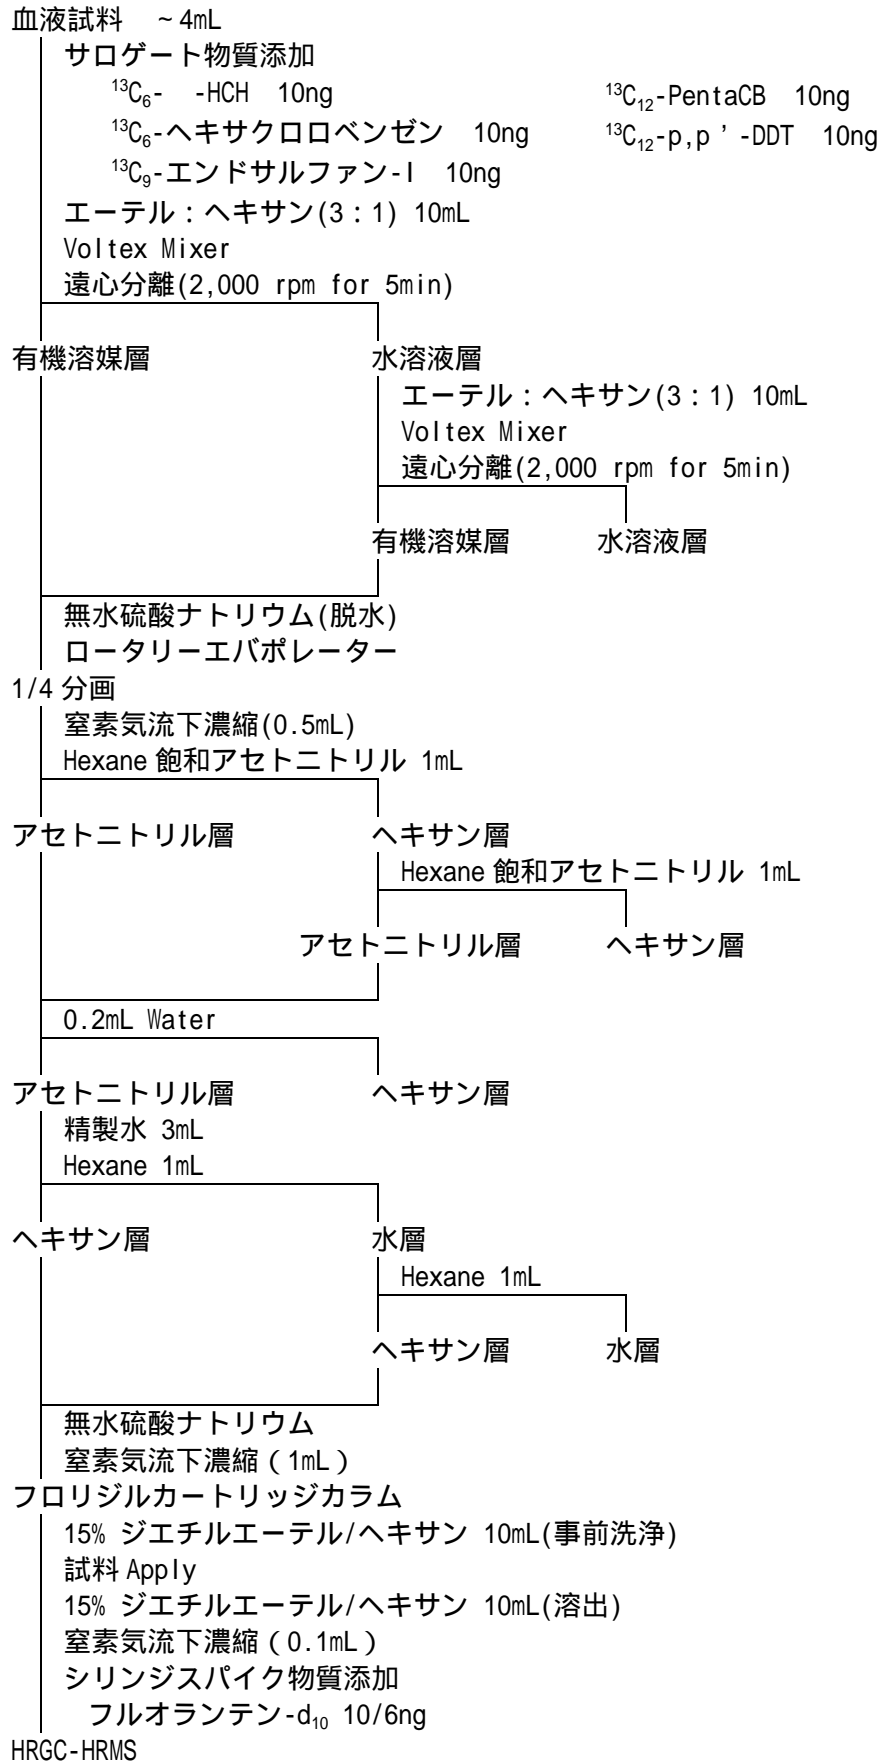 血液試料　~4mL
サロゲート物質添加
¹³C₆-　-HCH　10ng　¹³C₁₂-PentaCB　10ng
¹³C₆-ヘキサクロロベンゼン　10ng　¹³C₁₂-p,p’-DDT　10ng
¹³C₉-エンドサルファン-I　10ng
エーテル：ヘキサン(3：1) 10mL
Voltex Mixer
遠心分離(2,000 rpm for 5min)
有機溶媒層　水溶液層
エーテル：ヘキサン(3：1) 10mL
Voltex Mixer
遠心分離(2,000 rpm for 5min)
有機溶媒層　水溶液層
無水硫酸ナトリウム(脱水)
ロータリーエバポレーター
1/4 分画
窒素気流下濃縮(0.5mL)
Hexane 飽和アセトニトリル 1mL
アセトニトリル層　ヘキサン層
Hexane 飽和アセトニトリル 1mL
アセトニトリル層　ヘキサン層
0.2mL Water
アセトニトリル層　ヘキサン層
精製水 3mL
Hexane 1mL
ヘキサン層　水層
Hexane 1mL
ヘキサン層　水層
無水硫酸ナトリウム
窒素気流下濃縮（1mL）
フロリジルカートリッジカラム
15% ジエチルエーテル/ヘキサン 10mL(事前洗浄)
試料 Apply
15% ジエチルエーテル/ヘキサン 10mL(溶出)
窒素気流下濃縮（0.1mL）
シリンジスパイク物質添加
フルオランテン-d₁₀ 10/6ng
HRGC-HRMS